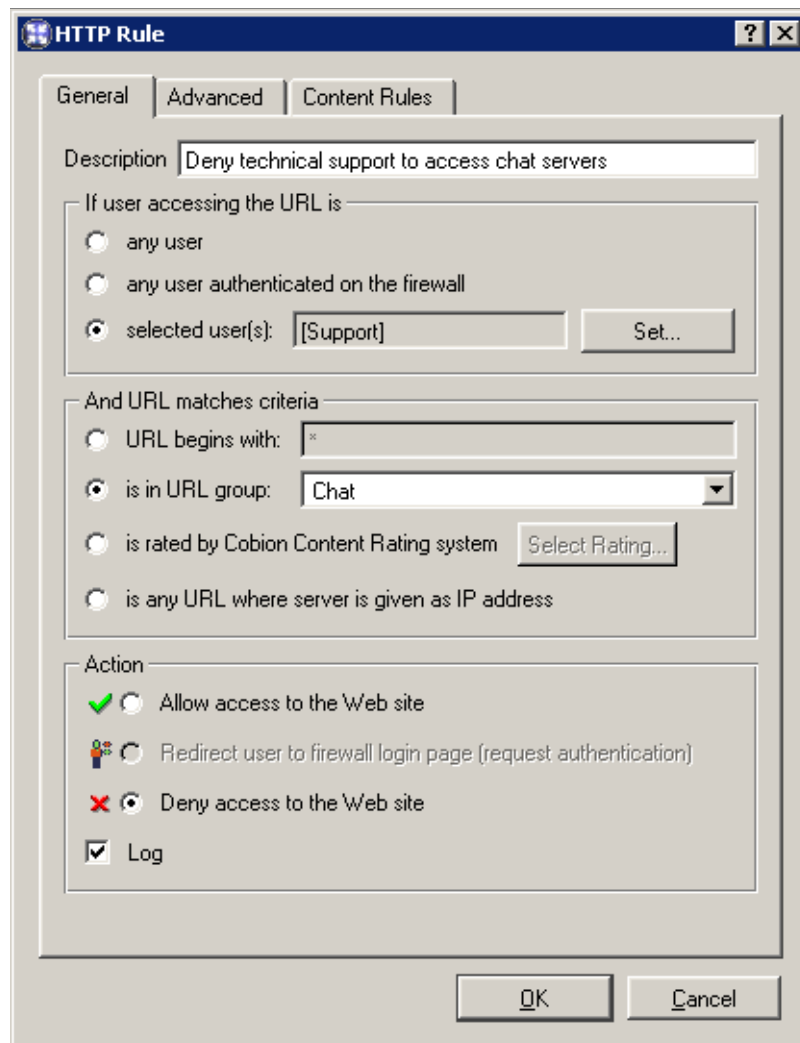 HTTP Rule
General Advanced Content Rules
Description Deny technical support to access chat servers
If user accessing the URL is
any user
any user authenticated on the firewall
selected user(s): [Support] Set...
And URL matches criteria
URL begins with: *
is in URL group: Chat
is rated by Cobion Content Rating system Select Rating...
is any URL where server is given as IP address
Action
Allow access to the Web site
Redirect user to firewall login page (request authentication)
Deny access to the Web site
Log
OK Cancel